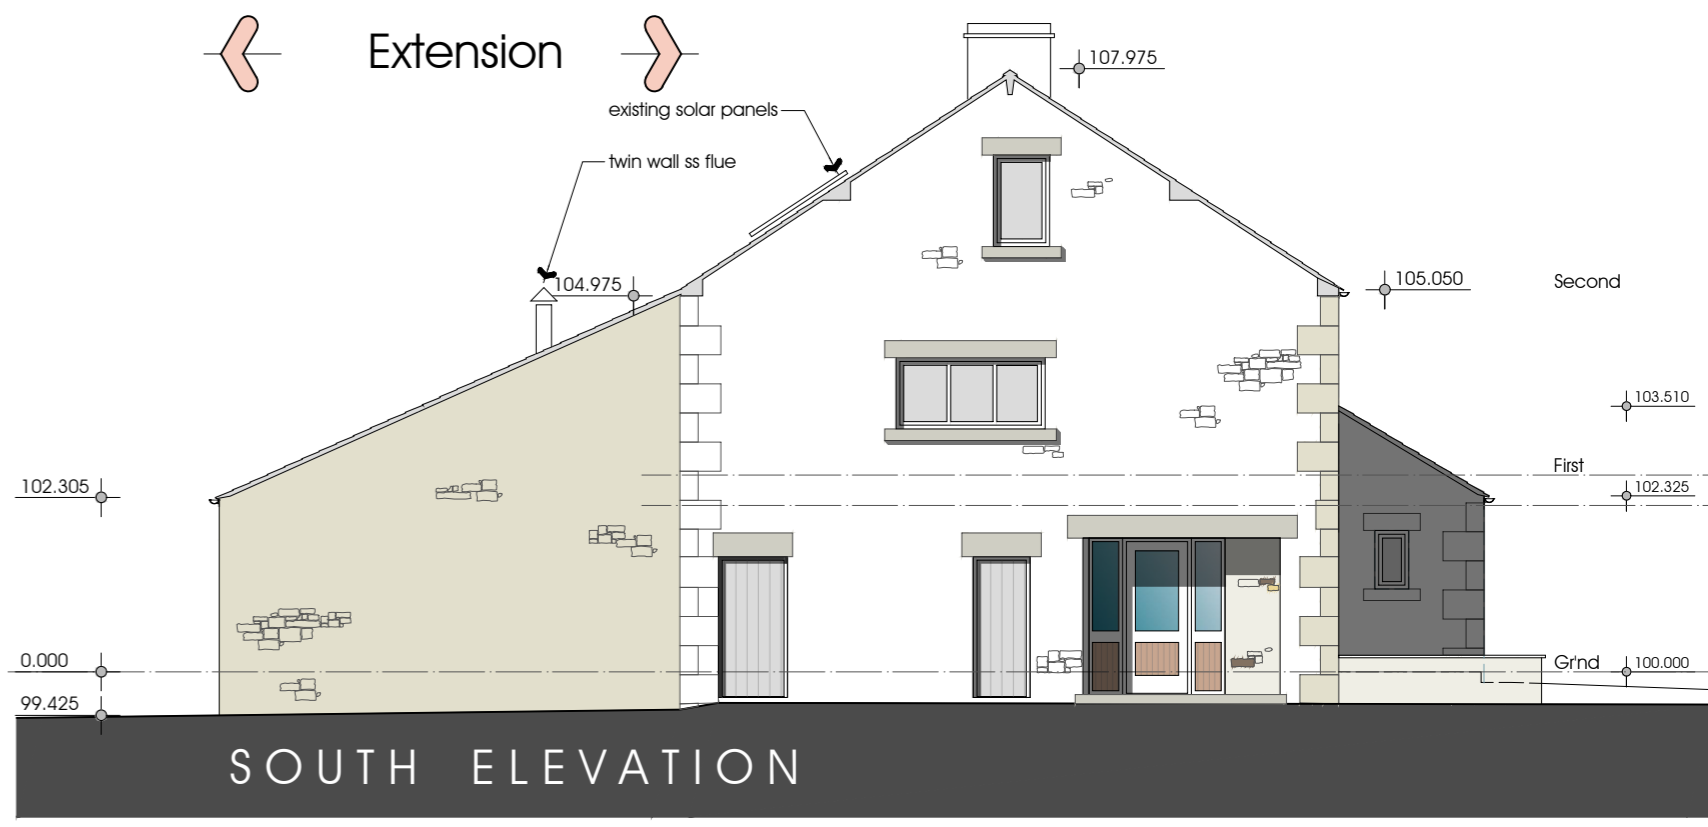 Extension
107.975
existing solar panels
twin wall ss flue
104.975
105.050
Second
103.510
First
102.305
102.325
0.000
Gr'nd
100.000
99.425
SOUTH ELEVATION